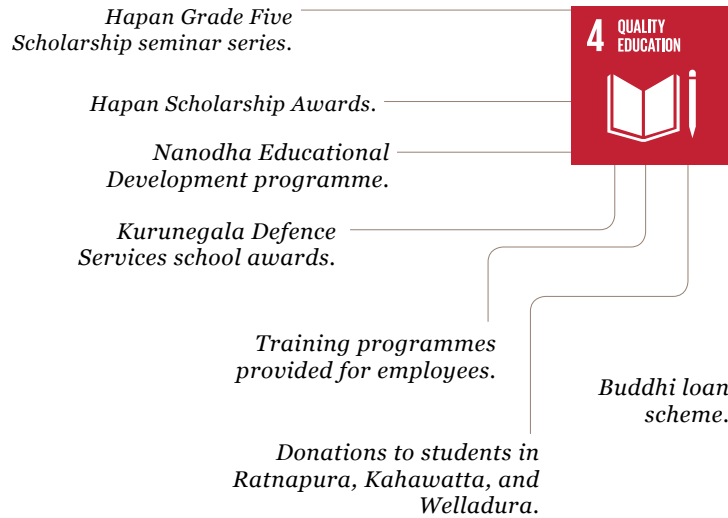 Hapan Grade Five
Scholarship seminar series.
4 QUALITY
EDUCATION
Hapan Scholarship Awards.
Nanodha Educational
Development programme.
Kurunegala Defence
Services school awards.
Training programmes
provided for employees.
Buddhi loan
scheme.
Donations to students in
Ratnapura, Kahawatta, and
Welladura.